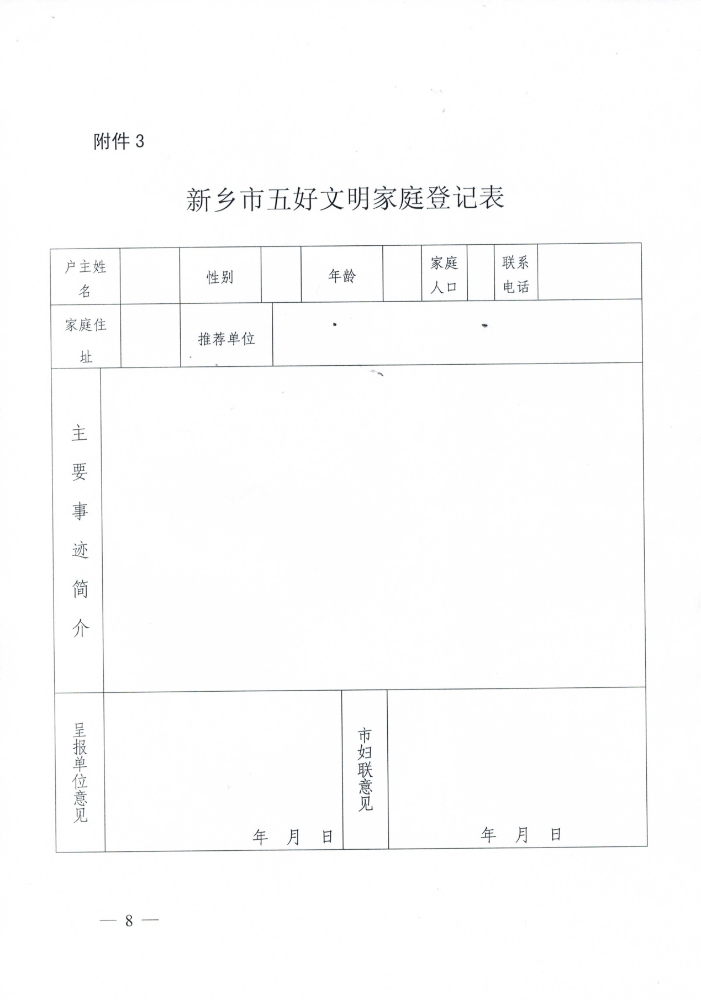 附件 3
新乡市五好文明家庭登记表
户主姓
名
性别
年龄
家庭
人口
联系
电话
家庭住
址
推荐单位
主
要
事
迹
简
介
呈报单位意见
年 月 日
市妇联意见
年 月 日
— 8 —